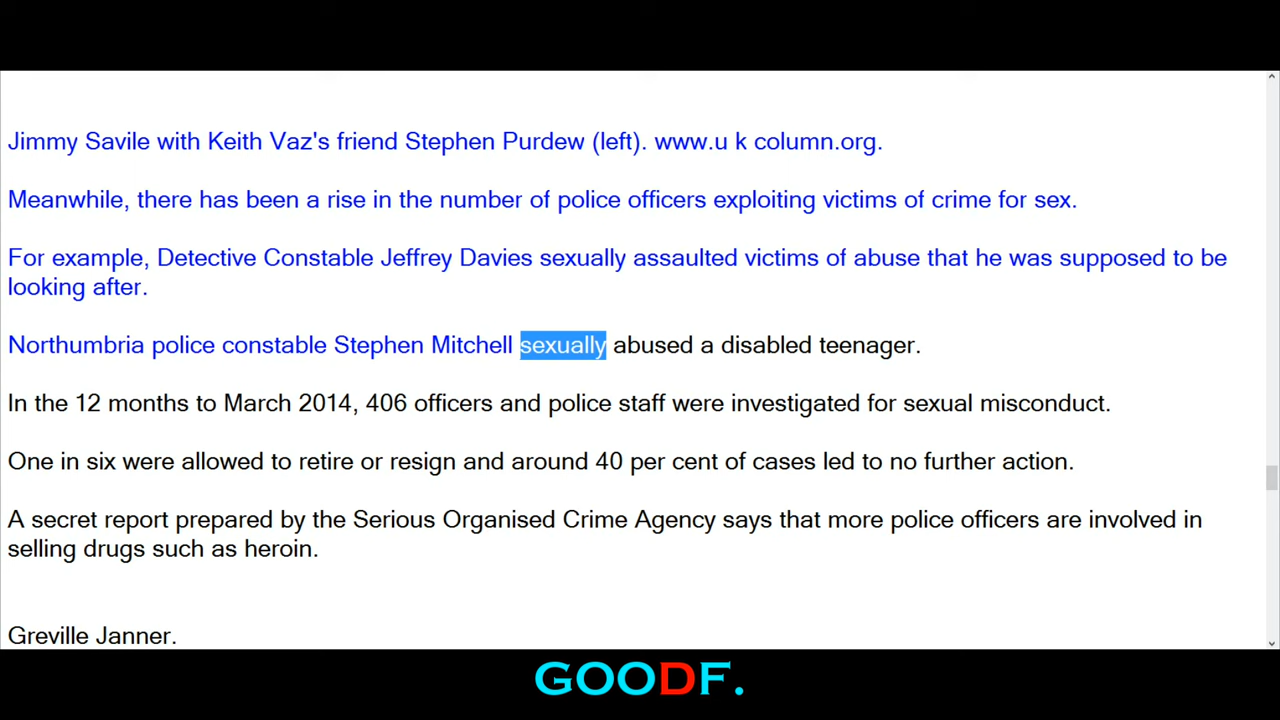 Jimmy Savile with Keith Vaz's friend Stephen Purdew (left). www.u k column.org.
Meanwhile, there has been a rise in the number of police officers exploiting victims of crime for sex.
For example, Detective Constable Jeffrey Davies sexually assaulted victims of abuse that he was supposed to be
looking after.
Northumbria police constable Stephen Mitchell sexually abused a disabled teenager.
In the 12 months to March 2014, 406 officers and police staff were investigated for sexual misconduct.
One in six were allowed to retire or resign and around 40 per cent of cases led to no further action.
A secret report prepared by the Serious Organised Crime Agency says that more police officers are involved in
selling drugs such as heroin.
Greville Janner.
GOODF.